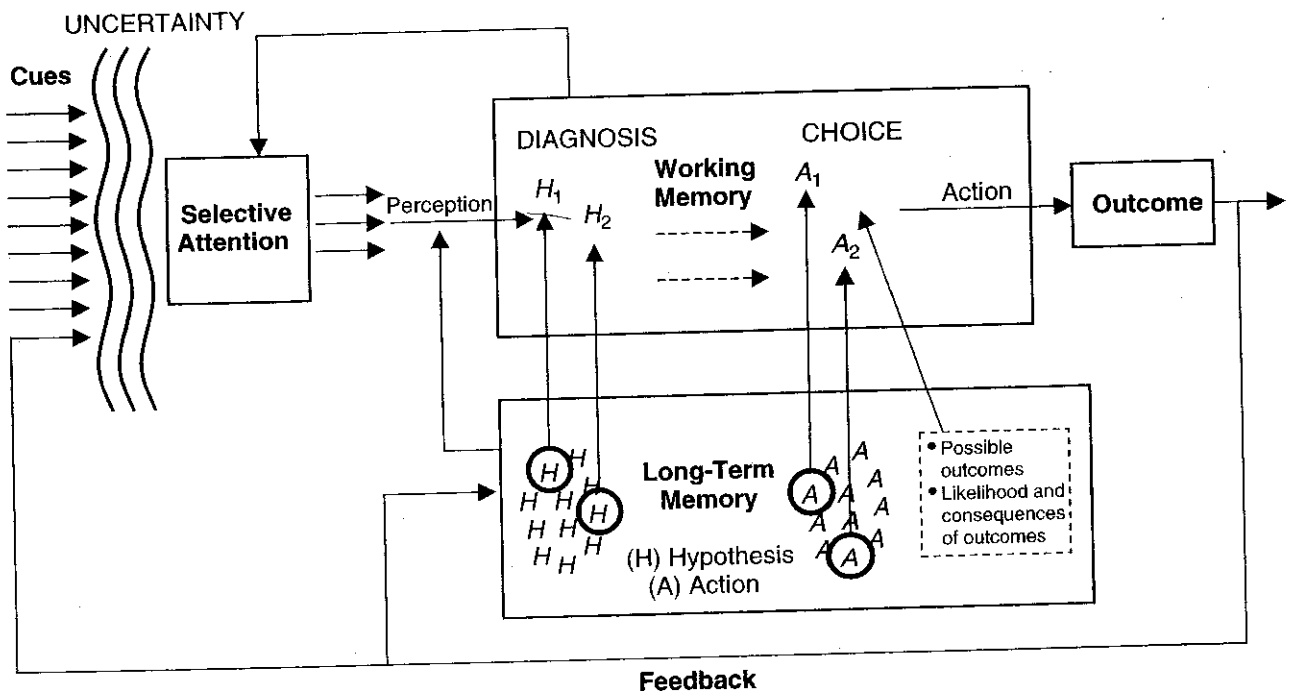 UNCERTAINTY
Cues
Selective
Attention
Perception
DIAGNOSIS
H1
H2
Working
Memory
CHOICE
A1
A2
Action
Outcome
H H
H H
H H H H
H H H
H H
Long-Term
Memory
(H) Hypothesis
(A) Action
A A
A
A A A
A A
A A A
• Possible
outcomes
• Likelihood and
consequences
of outcomes
Feedback